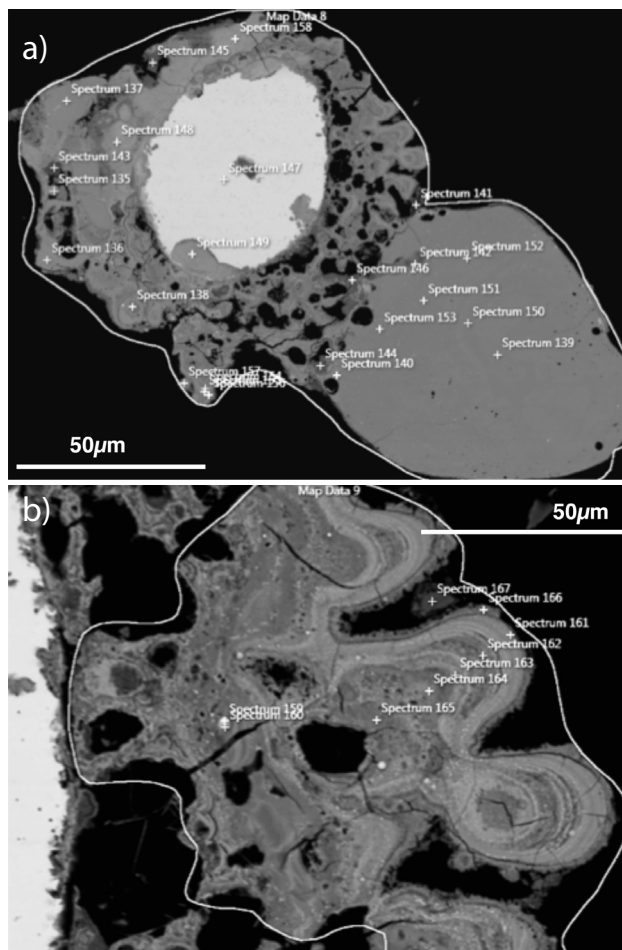 a)
Map Data 8
Spectrum 158
Spectrum 145
Spectrum 137
Spectrum 148
Spectrum 143
Spectrum 147
Spectrum 135
Spectrum 141
Spectrum 149
Spectrum 136
Spectrum 152
Spectrum 142
Spectrum 146
Spectrum 151
Spectrum 138
Spectrum 153
Spectrum 150
Spectrum 139
Spectrum 144
Spectrum 157
Spectrum 140
50µm
b)
Map Data 9
50µm
Spectrum 167
Spectrum 166
Spectrum 161
Spectrum 162
Spectrum 163
Spectrum 164
Spectrum 159
Spectrum 165
Spectrum 160